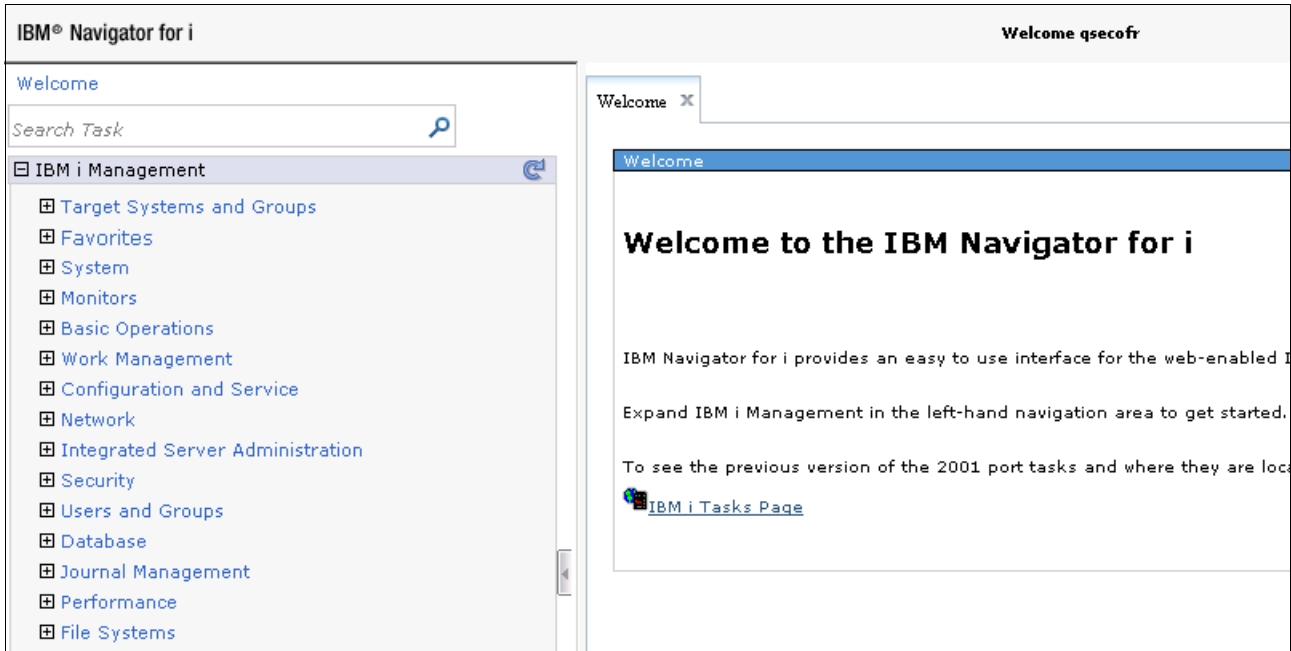 IBM® Navigator for i
Welcome qsecofr
Welcome
Search Task
IBM i Management
Target Systems and Groups
Favorites
System
Monitors
Basic Operations
Work Management
Configuration and Service
Network
Integrated Server Administration
Security
Users and Groups
Database
Journal Management
Performance
File Systems
Welcome
Welcome
Welcome to the IBM Navigator for i
IBM Navigator for i provides an easy to use interface for the web-enabled
Expand IBM i Management in the left-hand navigation area to get started.
To see the previous version of the 2001 port tasks and where they are
IBM i Tasks Page